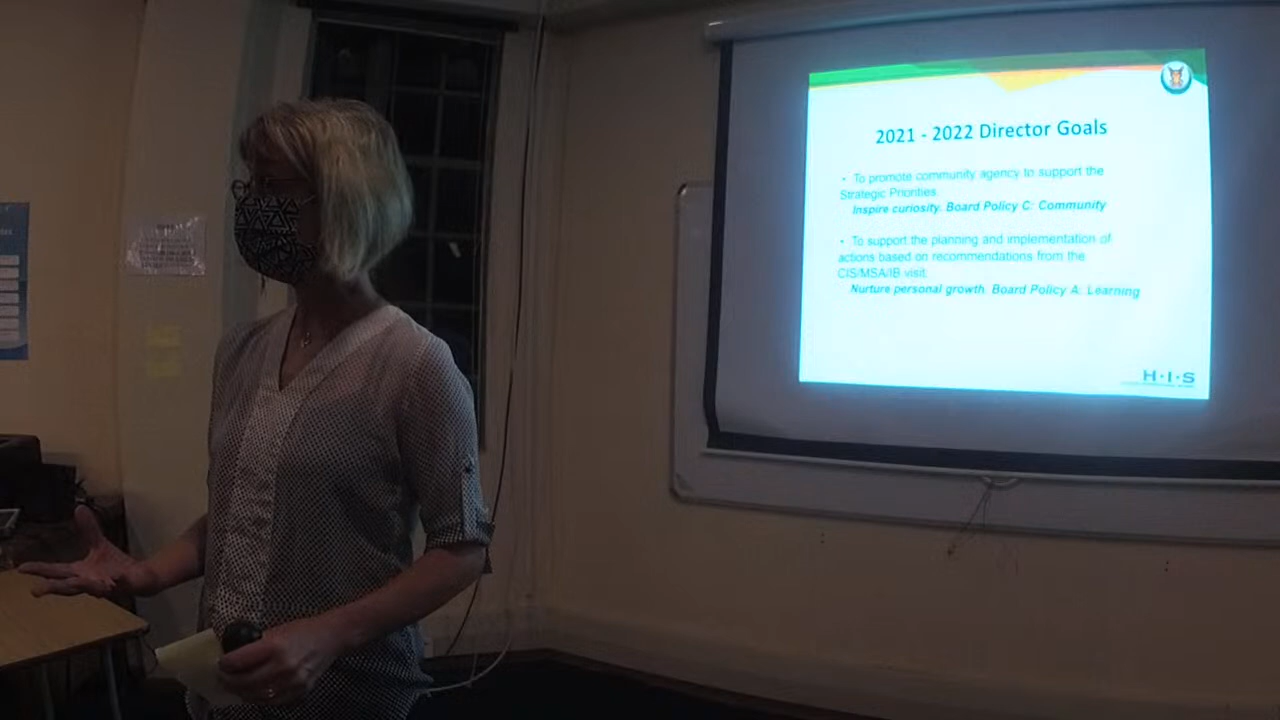 2021 - 2022 Director Goals
• To promote community agency to support the
Strategic Priorities
Inspire curiosity. Board Policy C: Community
• To support the planning and implementation of
actions based on recommendations from the
CIS/MSA/IB visit.
Nurture personal growth. Board Policy A: Learning
H·I·S